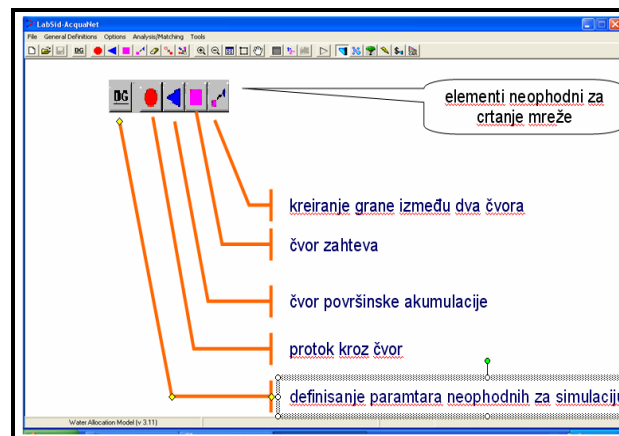 LabSid-AcquaNet
File General Definitions Options Analysis/Matching Tools
DG
DG
elementi neophodni za
crtanje mreže
kreiranje grane između dva čvora
čvor zahteva
čvor površinske akumulacije
protok kroz čvor
definisanje paramtara neophodnih za simulaciju
Water Allocation Model (v 3.11)